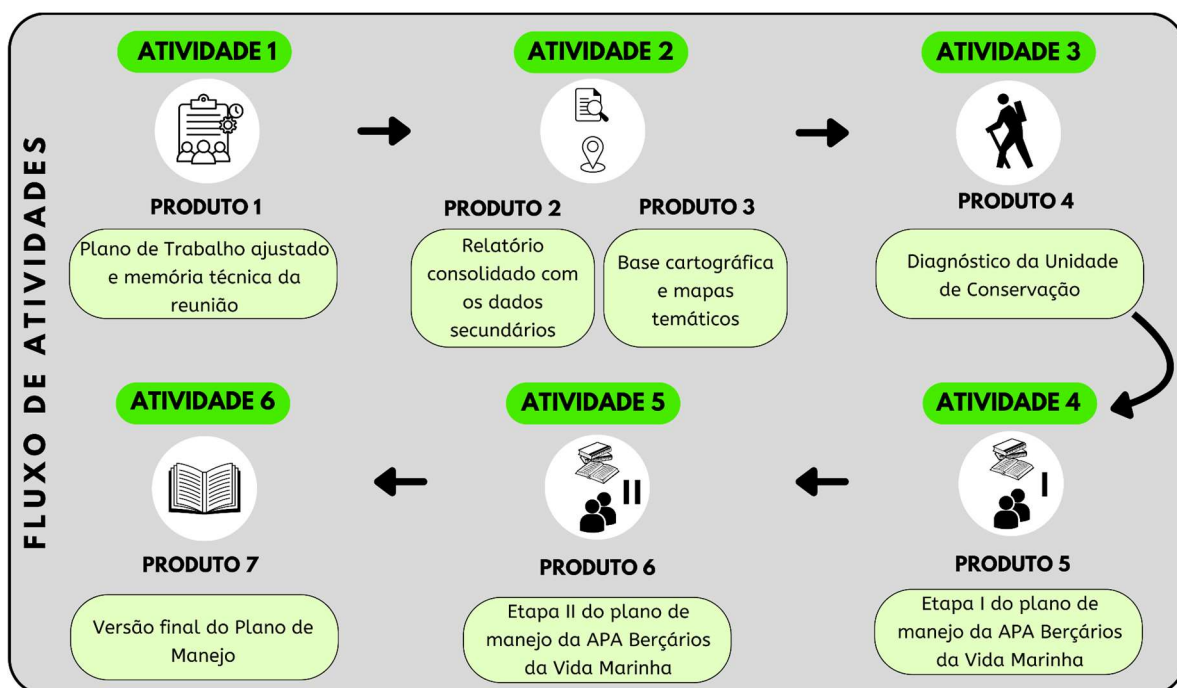 FLUXO DE ATIVIDADES
ATIVIDADE 1
PRODUTO 1
Plano de Trabalho ajustado
e memória técnica da
reunião
ATIVIDADE 2
PRODUTO 2
Relatório
consolidado com
os dados
secundários
PRODUTO 3
Base cartográfica
e mapas
temáticos
ATIVIDADE 3
PRODUTO 4
Diagnóstico da Unidade
de Conservação
ATIVIDADE 4
I
PRODUTO 5
Etapa I do plano de
manejo da APA Berçários
da Vida Marinha
ATIVIDADE 5
II
PRODUTO 6
Etapa II do plano de
manejo da APA Berçários
da Vida Marinha
ATIVIDADE 6
PRODUTO 7
Versão final do Plano de
Manejo